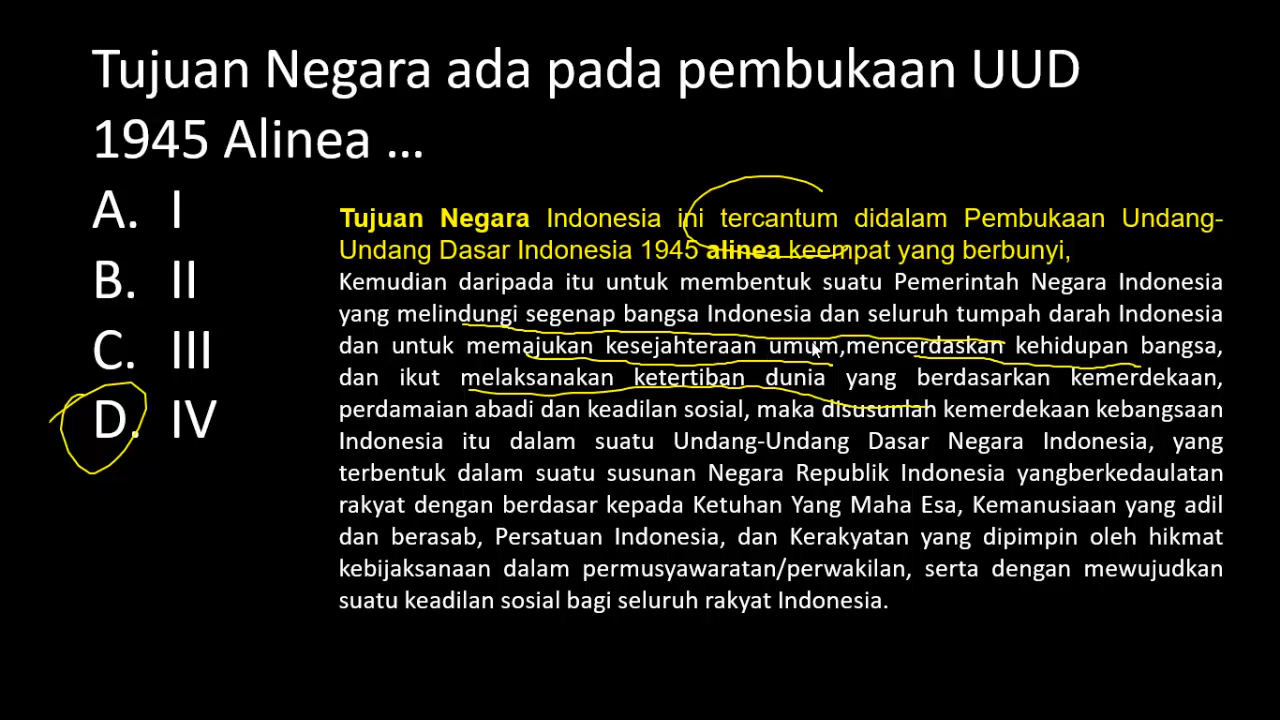 Tujuan Negara ada pada pembukaan UUD
1945 Alinea ...
A. I
B. II
C. III
D. IV
Tujuan Negara Indonesia ini tercantum didalam Pembukaan Undang-
Undang Dasar Indonesia 1945 alinea keempat yang berbunyi,
Kemudian daripada itu untuk membentuk suatu Pemerintah Negara Indonesia
yang melindungi segenap bangsa Indonesia dan seluruh tumpah darah Indonesia
dan untuk memajukan kesejahteraan umum,mencerdaskan kehidupan bangsa,
dan ikut melaksanakan ketertiban dunia yang berdasarkan kemerdekaan,
perdamaian abadi dan keadilan sosial, maka disusunlah kemerdekaan kebangsaan
Indonesia itu dalam suatu Undang-Undang Dasar Negara Indonesia, yang
terbentuk dalam suatu susunan Negara Republik Indonesia yangberkedaulatan
rakyat dengan berdasar kepada Ketuhan Yang Maha Esa, Kemanusiaan yang adil
dan berasab, Persatuan Indonesia, dan Kerakyatan yang dipimpin oleh hikmat
kebijaksanaan dalam permusyawaratan/perwakilan, serta dengan mewujudkan
suatu keadilan sosial bagi seluruh rakyat Indonesia.